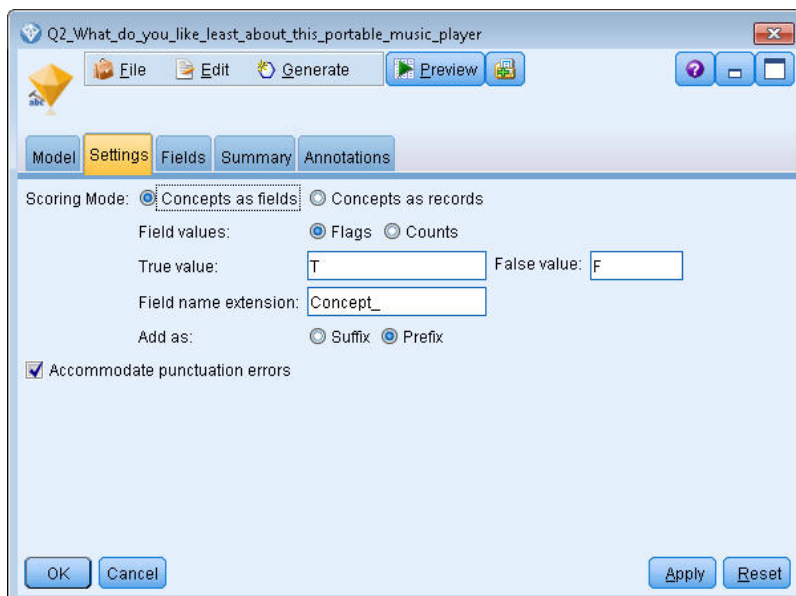 Q2_What_do_you_like_least_about_this_portable_music_player
File Edit Generate Preview ?
abc
Model Settings Fields Summary Annotations
Scoring Mode: Concepts as fields Concepts as records
Field values: Flags Counts
True value: T False value: F
Field name extension: Concept_
Add as: Suffix Prefix
Accommodate punctuation errors
OK Cancel Apply Reset